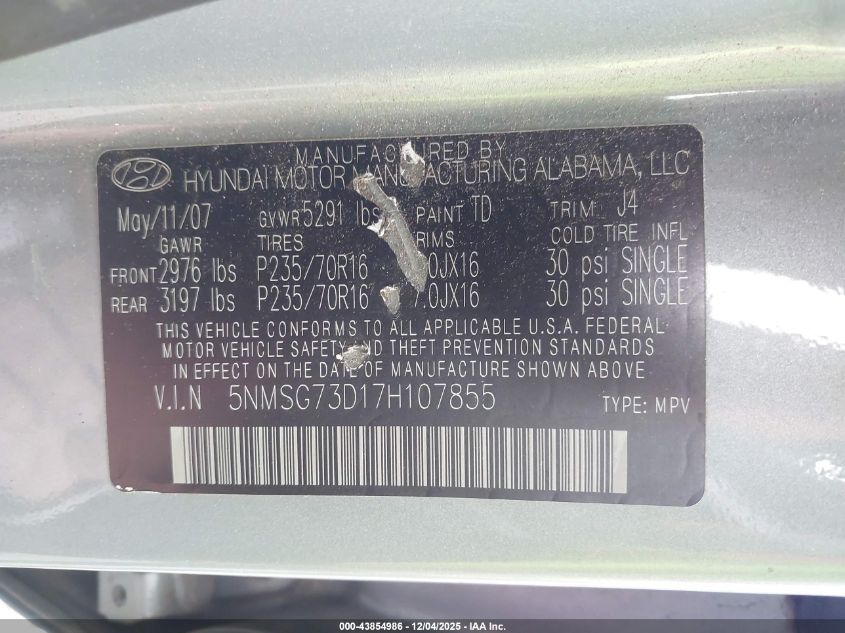 MANUFACTURED BY
HYUNDAI MOTOR MANUFACTURING ALABAMA, LLC
May/11/07 GVWR 5291 lbs PAINT TD TRIM J4
GAWR TIRES RIMS COLD TIRE INFL
FRONT 2976 lbs P235/70R16 .0JX16 30 psi SINGLE
REAR 3197 lbs P235/70R16 7.0JX16 30 psi SINGLE
THIS VEHICLE CONFORMS TO ALL APPLICABLE U.S.A. FEDERAL
MOTOR VEHICLE SAFETY AND THEFT PREVENTION STANDARDS
IN EFFECT ON THE DATE OF MANUFACTURE SHOWN ABOVE
V.I.N 5NMSG73D17H107855 TYPE: MPV
000-43854986 - 12/04/2025 - IAA Inc.